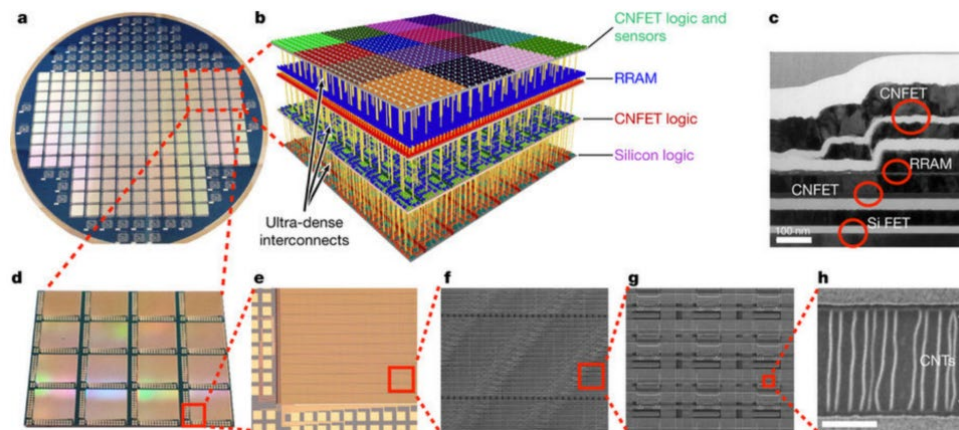 a
b
CNFET logic and
sensors
RRAM
CNFET logic
Silicon logic
Ultra-dense
interconnects
c
CNFET
RRAM
CNFET
Si FET
100 nm
d
e
f
g
h
CNTs